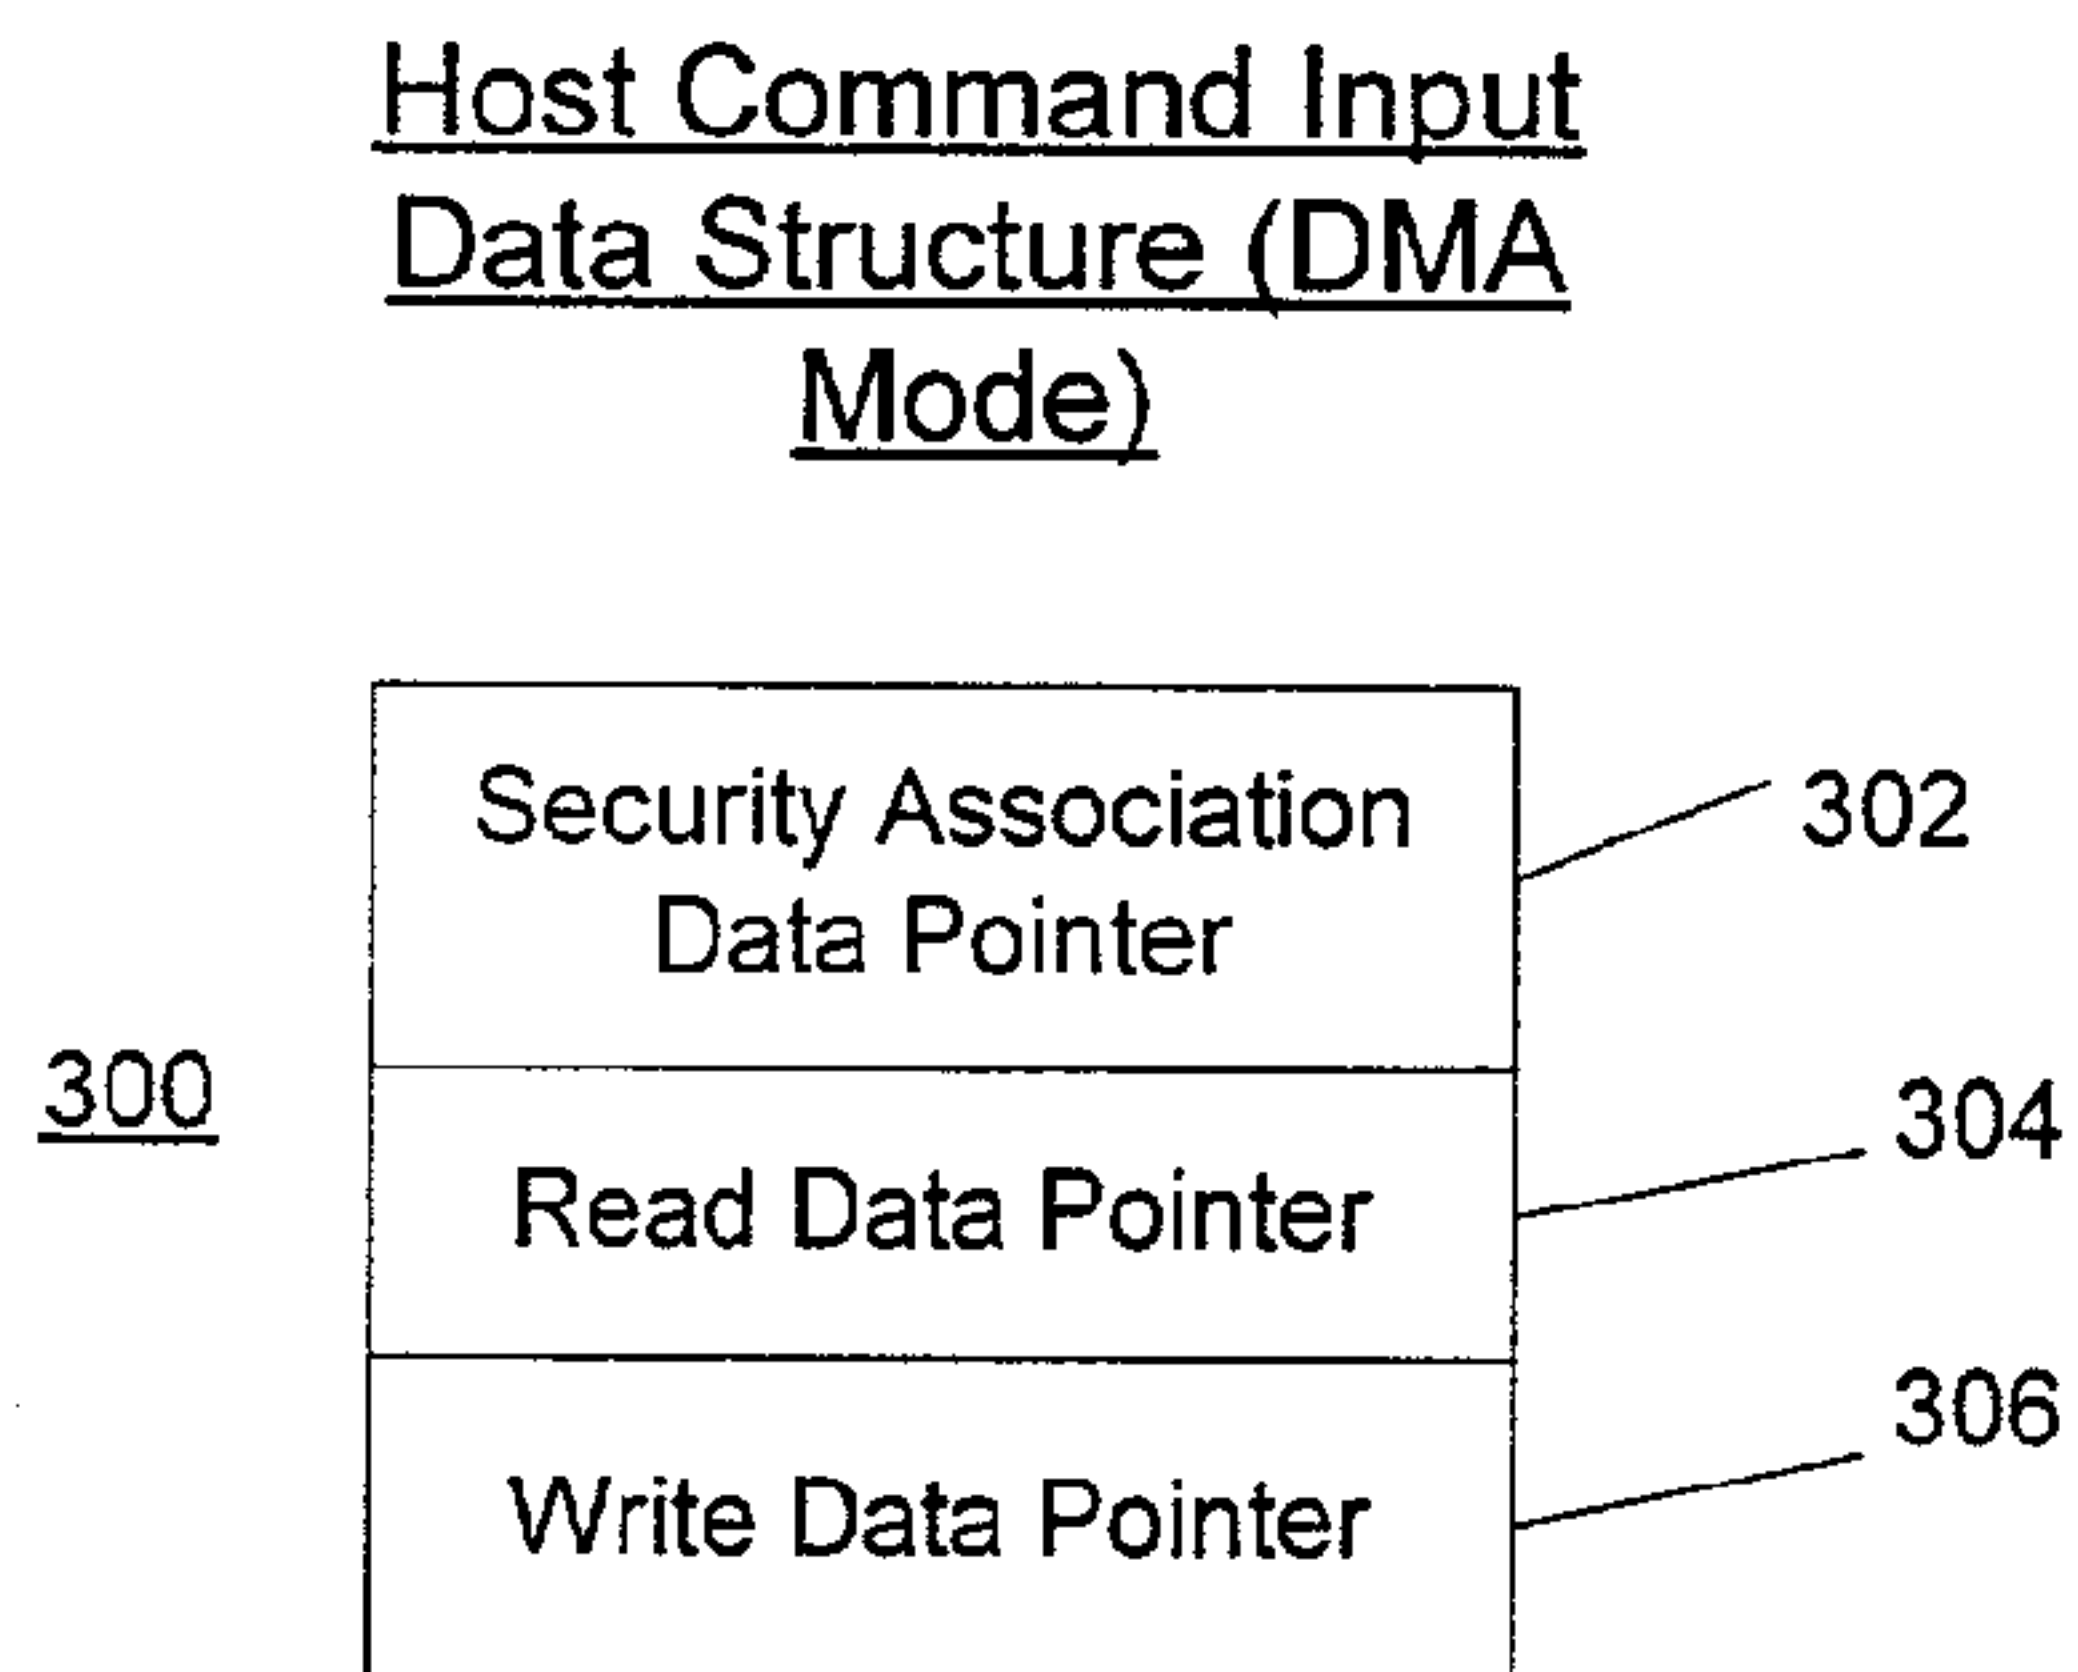 Host Command Input
Data Structure (DMA
Mode)
Security Association
Data Pointer
302
300
Read Data Pointer
304
Write Data Pointer
306